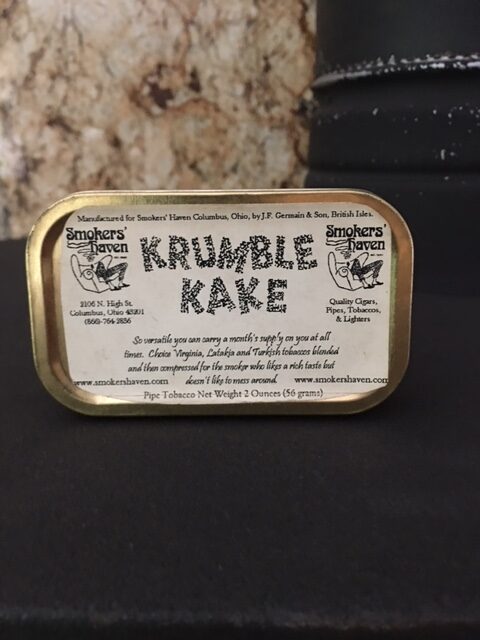 Manufactured for Smokers' Haven Columbus, Ohio, by J.F. Germain & Son, British Isles.
Smokers'
haven
2106 N. High St.
Columbus, Ohio 43201
(866)-764-2856
KRUMBLE
KAKE
Smokers'
haven
Quality Cigars,
Pipes, Tobaccos,
& Lighters
So versatile you can carry a month's supply on you at all
times. Choice Virginia, Latakia and Turkish tobaccos blended
and then compressed for the smoker who likes a rich taste but
www.smokershaven.com doesn't like to mess around. www.smokershaven.com
Pipe Tobacco Net Weight 2 Ounces (56 grams)